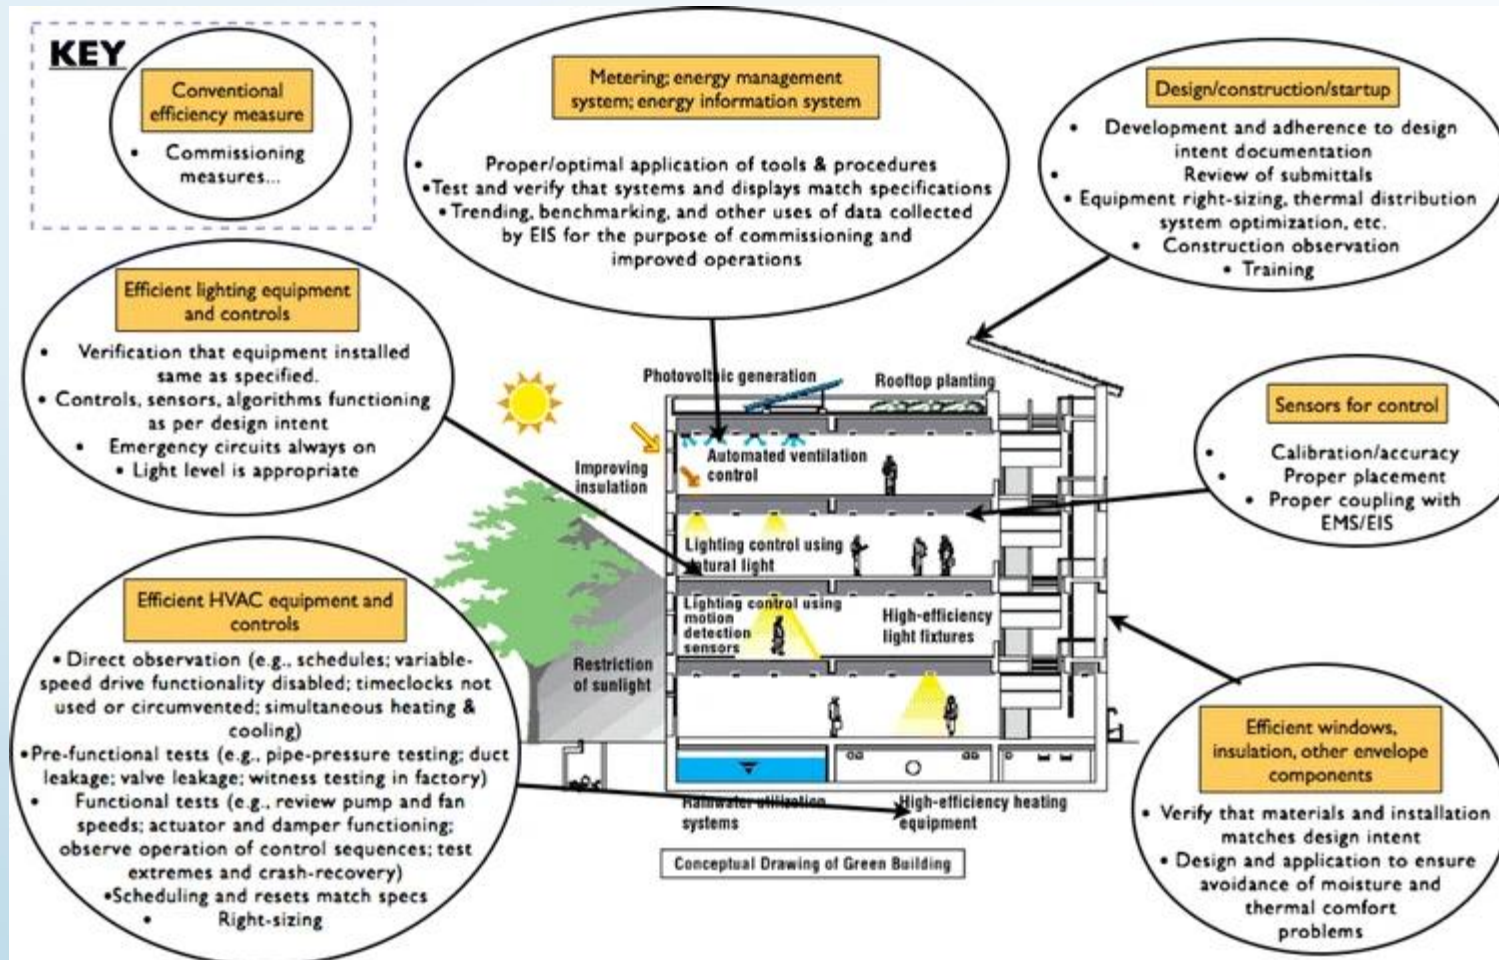 KEY
Conventional
efficiency measure
• Commissioning
measures...
Metering; energy management
system; energy information system
• Proper/optimal application of tools & procedures
•Test and verify that systems and displays match specifications
• Trending, benchmarking, and other uses of data collected
by EIS for the purpose of commissioning and
improved operations
Design/construction/startup
• Development and adherence to design
intent documentation
• Review of submittals
• Equipment right-sizing, thermal distribution
system optimization, etc.
• Construction observation
• Training
Efficient lighting equipment
and controls
• Verification that equipment installed
same as specified.
• Controls, sensors, algorithms functioning
as per design intent
• Emergency circuits always on
• Light level is appropriate
Sensors for control
• Calibration/accuracy
• Proper placement
• Proper coupling with
EMS/EIS
Efficient HVAC equipment and
controls
• Direct observation (e.g., schedules; variable-
speed drive functionality disabled; timeclocks not
used or circumvented; simultaneous heating &
cooling)
•Pre-functional tests (e.g., pipe-pressure testing; duct
leakage; valve leakage; witness testing in factory)
• Functional tests (e.g., review pump and fan
speeds; actuator and damper functioning;
observe operation of control sequences; test
extremes and crash-recovery)
•Scheduling and resets match specs
• Right-sizing
Efficient windows,
insulation, other envelope
components
• Verify that materials and installation
matches design intent
• Design and application to ensure
avoidance of moisture and
thermal comfort
problems
Photovoltaic generation
Rooftop planting
Improving
insulation
Automated ventilation
control
Lighting control using
natural light
Lighting control using
motion
detection
sensors
High-efficiency
light fixtures
Restriction
of sunlight
Rainwater utilization
systems
High-efficiency heating
equipment
Conceptual Drawing of Green Building